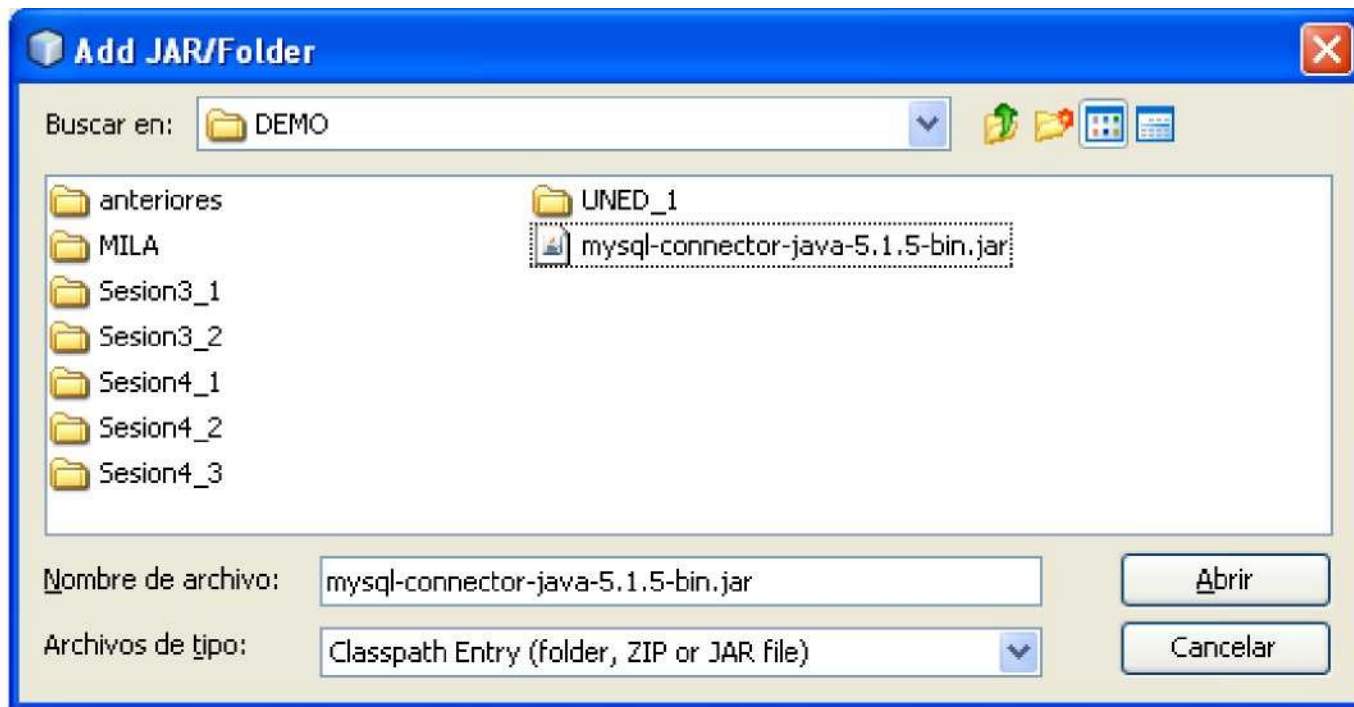 Add JAR/Folder
Buscar en: DEMO
anteriores
MILA
Sesion3_1
Sesion3_2
Sesion4_1
Sesion4_2
Sesion4_3
UNED_1
mysql-connector-java-5.1.5-bin.jar
Nombre de archivo: mysql-connector-java-5.1.5-bin.jar
Abrir
Archivos de tipo: Classpath Entry (folder, ZIP or JAR file)
Cancelar